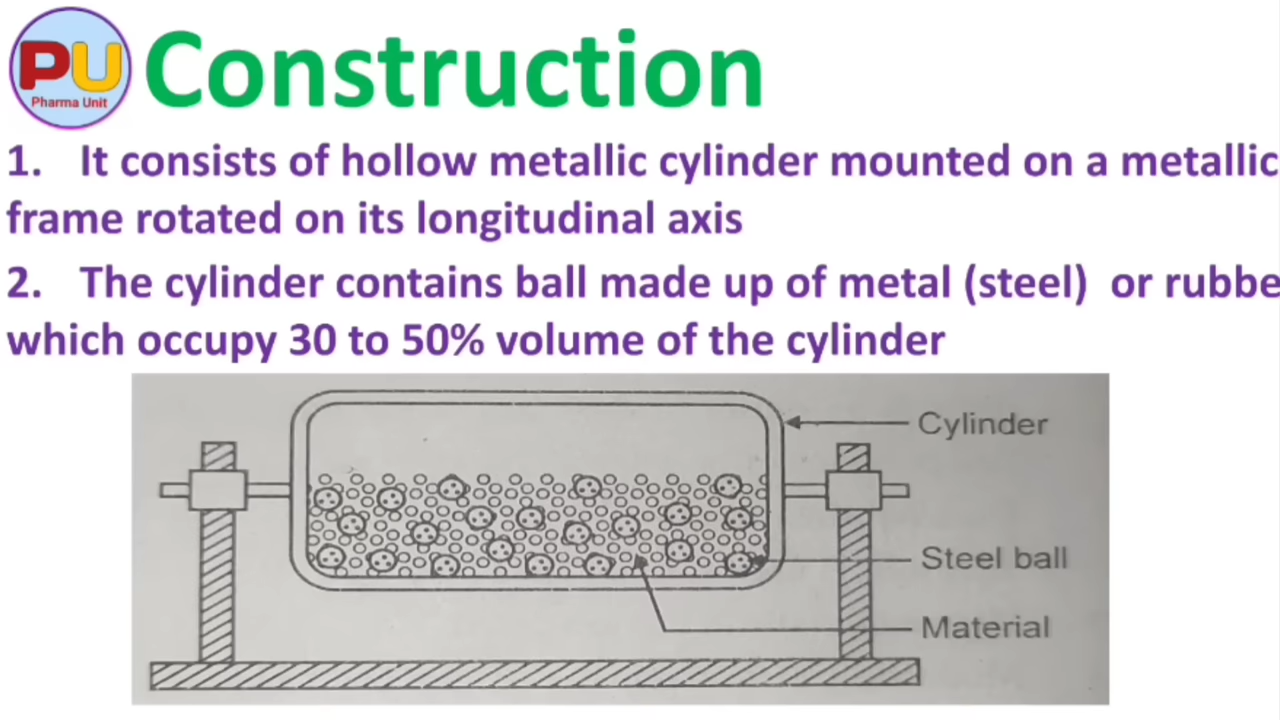 PU
Pharma Unit
Construction
1. It consists of hollow metallic cylinder mounted on a metallic
frame rotated on its longitudinal axis
2. The cylinder contains ball made up of metal (steel) or rubbe
which occupy 30 to 50% volume of the cylinder
Cylinder
Steel ball
Material